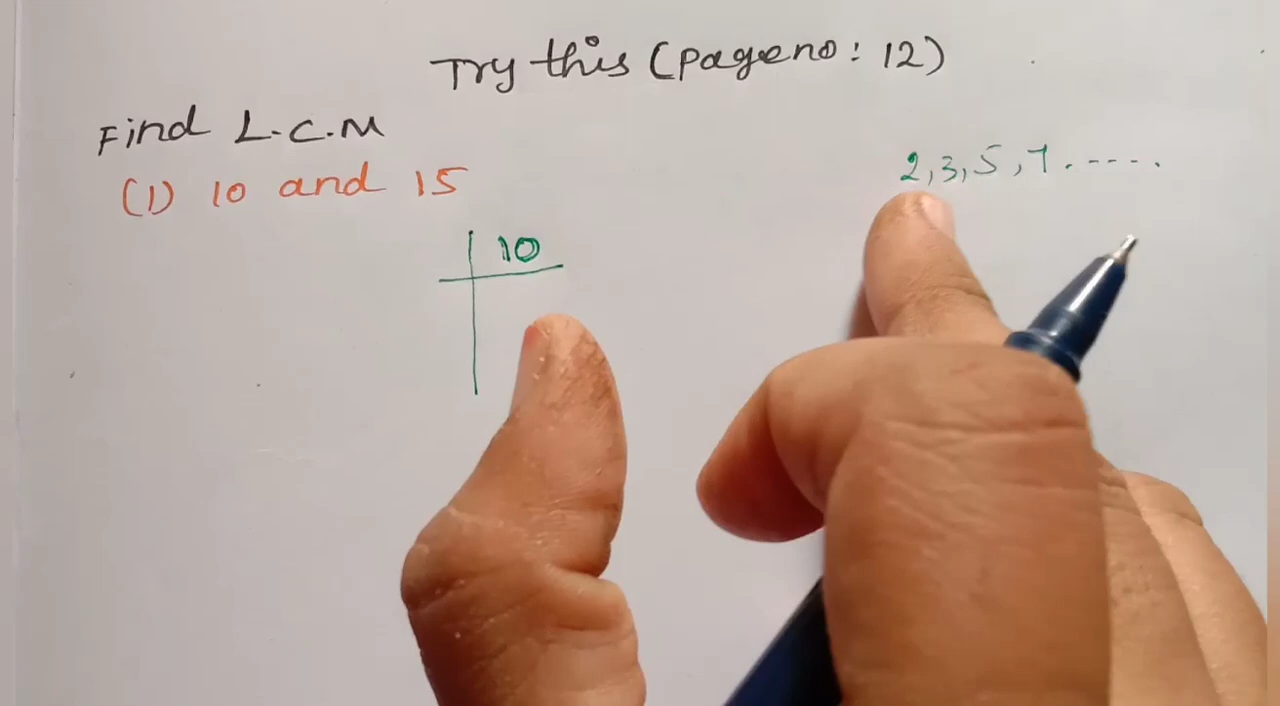 Try this (pageno: 12)
Find L.C.M
2,3,5,7.-----.
(1) 10 and 15
10